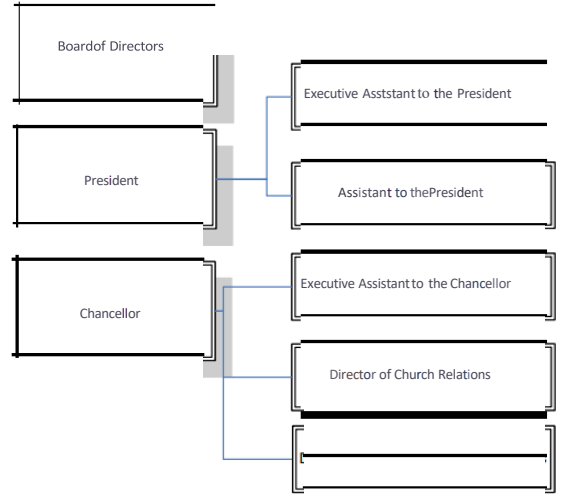 Boardof Directors
Executive Asststant to the President
President
Assistant to thePresident
Executive Assistant to the Chancellor
Chancellor
Director of Church Relations